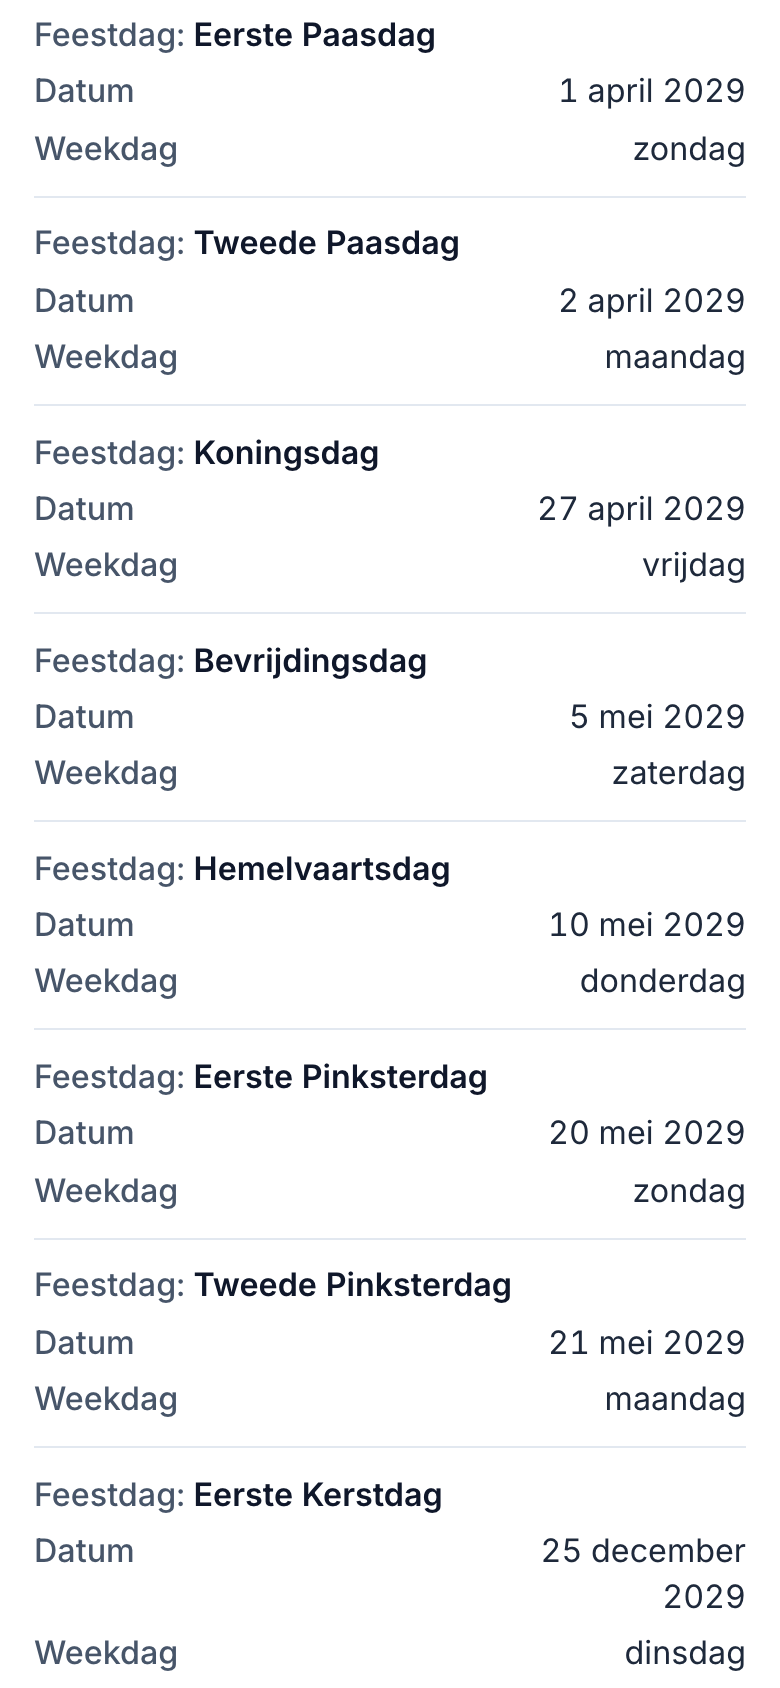 Feestdag: Eerste Paasdag
Datum 1 april 2029
Weekdag zondag
Feestdag: Tweede Paasdag
Datum 2 april 2029
Weekdag maandag
Feestdag: Koningsdag
Datum 27 april 2029
Weekdag vrijdag
Feestdag: Bevrijdingsdag
Datum 5 mei 2029
Weekdag zaterdag
Feestdag: Hemelvaartsdag
Datum 10 mei 2029
Weekdag donderdag
Feestdag: Eerste Pinksterdag
Datum 20 mei 2029
Weekdag zondag
Feestdag: Tweede Pinksterdag
Datum 21 mei 2029
Weekdag maandag
Feestdag: Eerste Kerstdag
Datum 25 december
2029
Weekdag dinsdag